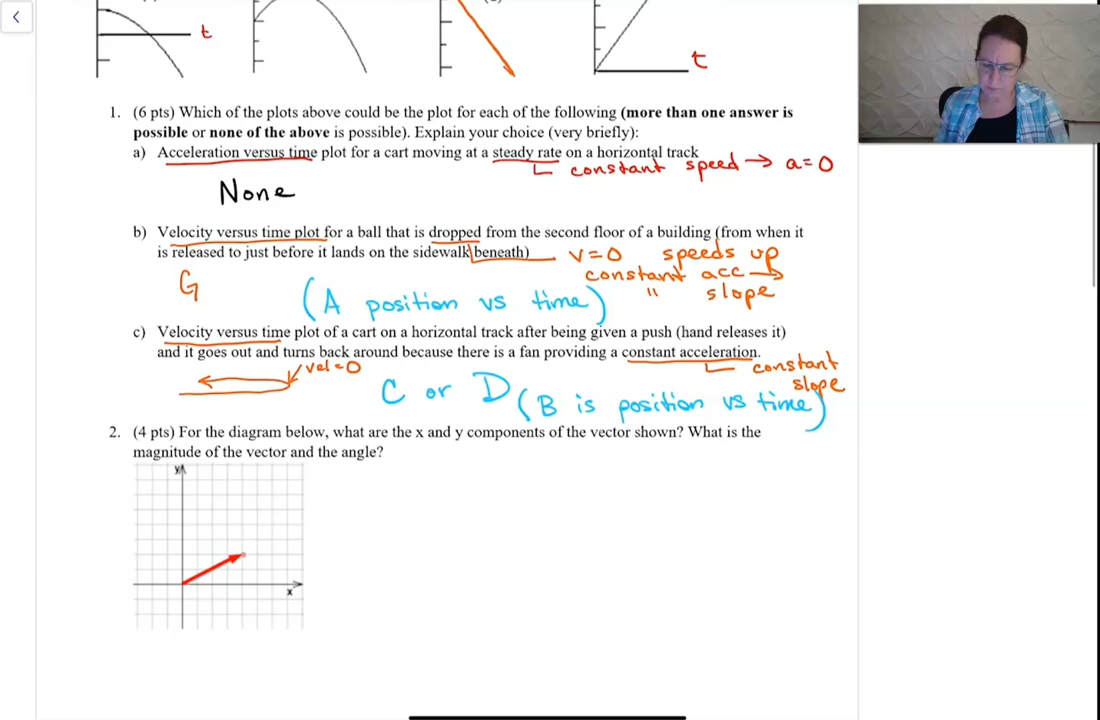 t
t
1. (6 pts) Which of the plots above could be the plot for each of the following (more than one answer is
possible or none of the above is possible). Explain your choice (very briefly):
a) Acceleration versus time plot for a cart moving at a steady rate on a horizontal track
constant speed → a=0
None
b) Velocity versus time plot for a ball that is dropped from the second floor of a building (from when it
is released to just before it lands on the sidewalk beneath)
v=0 speeds up
constant acc →
" slope
G
(A position vs time)
c) Velocity versus time plot of a cart on a horizontal track after being given a push (hand releases it)
and it goes out and turns back around because there is a fan providing a constant acceleration.
constant
slope
vel=0
C or D (B is position vs time)
2. (4 pts) For the diagram below, what are the x and y components of the vector shown? What is the
magnitude of the vector and the angle?
y
x